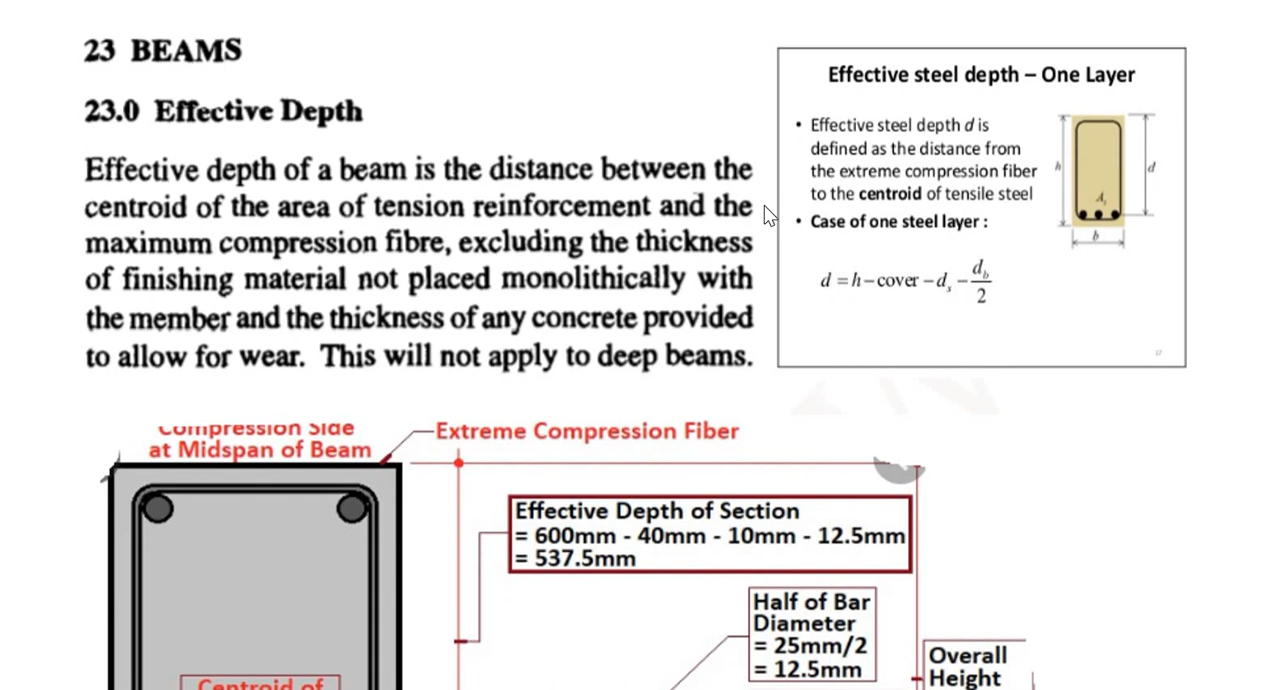 23 BEAMS
23.0 Effective Depth
Effective depth of a beam is the distance between the
centroid of the area of tension reinforcement and the
maximum compression fibre, excluding the thickness
of finishing material not placed monolithically with
the member and the thickness of any concrete provided
to allow for wear. This will not apply to deep beams.
Effective steel depth – One Layer
• Effective steel depth d is
defined as the distance from
the extreme compression fiber
to the centroid of tensile steel
• Case of one steel layer :
d = h – cover – d_s – d_b/2
h
d
A_s
b
17
Compression Side
at Midspan of Beam
Extreme Compression Fiber
Effective Depth of Section
= 600mm - 40mm - 10mm - 12.5mm
= 537.5mm
Half of Bar
Diameter
= 25mm/2
= 12.5mm
Overall
Height
Centroid of